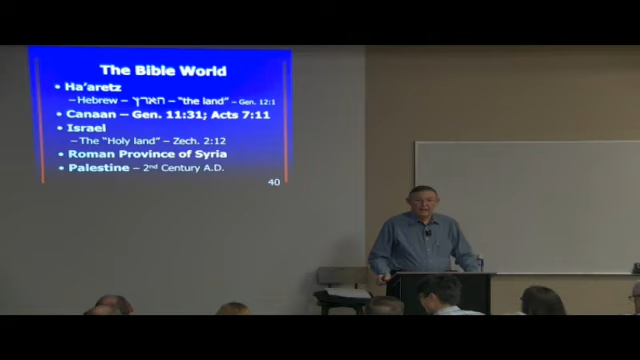 The Bible World
• Ha'aretz
–Hebrew – הארץ – "the land" – Gen. 12:1
• Canaan – Gen. 11:31; Acts 7:11
• Israel
–The "Holy land" – Zech. 2:12
• Roman Province of Syria
• Palestine – 2nd Century A.D.
40